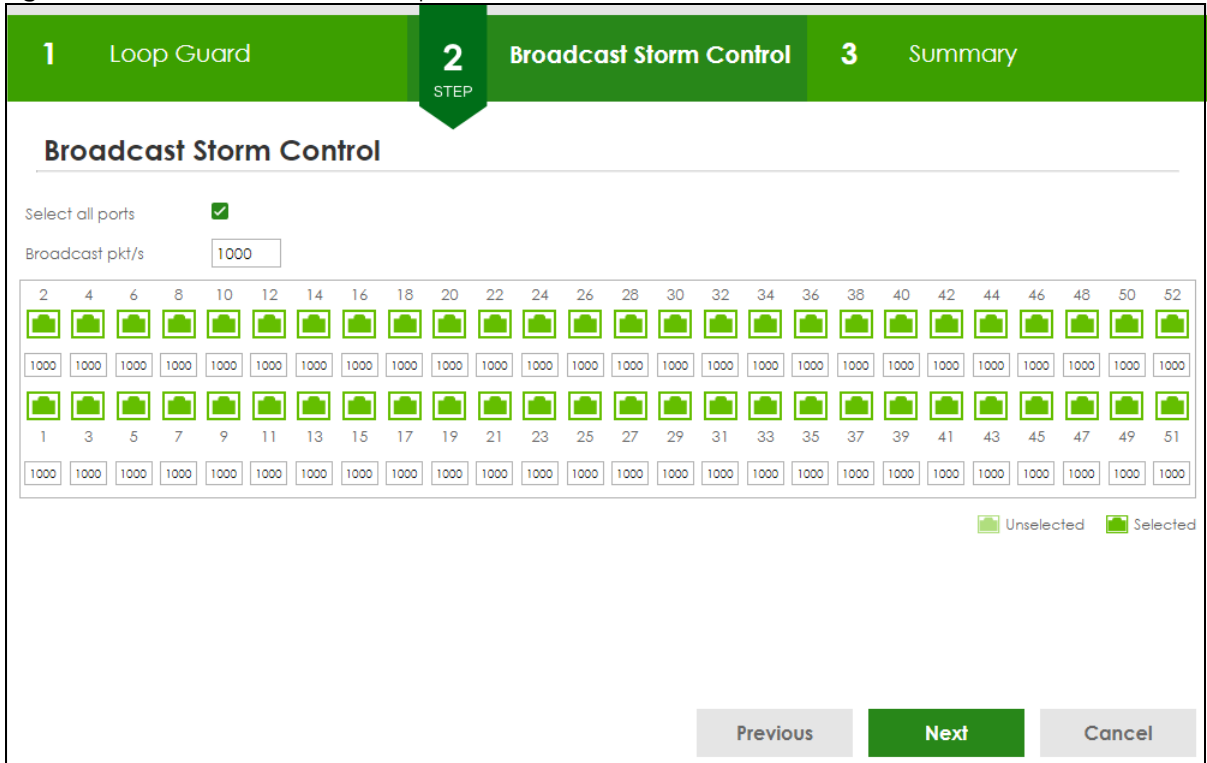 1 Loop Guard 2 STEP Broadcast Storm Control 3 Summary
Broadcast Storm Control
Select all ports
Broadcast pkt/s 1000
2 4 6 8 10 12 14 16 18 20 22 24 26 28 30 32 34 36 38 40 42 44 46 48 50 52
1000 1000 1000 1000 1000 1000 1000 1000 1000 1000 1000 1000 1000 1000 1000 1000 1000 1000 1000 1000 1000 1000 1000 1000 1000 1000
1 3 5 7 9 11 13 15 17 19 21 23 25 27 29 31 33 35 37 39 41 43 45 47 49 51
1000 1000 1000 1000 1000 1000 1000 1000 1000 1000 1000 1000 1000 1000 1000 1000 1000 1000 1000 1000 1000 1000 1000 1000 1000 1000
Unselected Selected
Previous Next Cancel